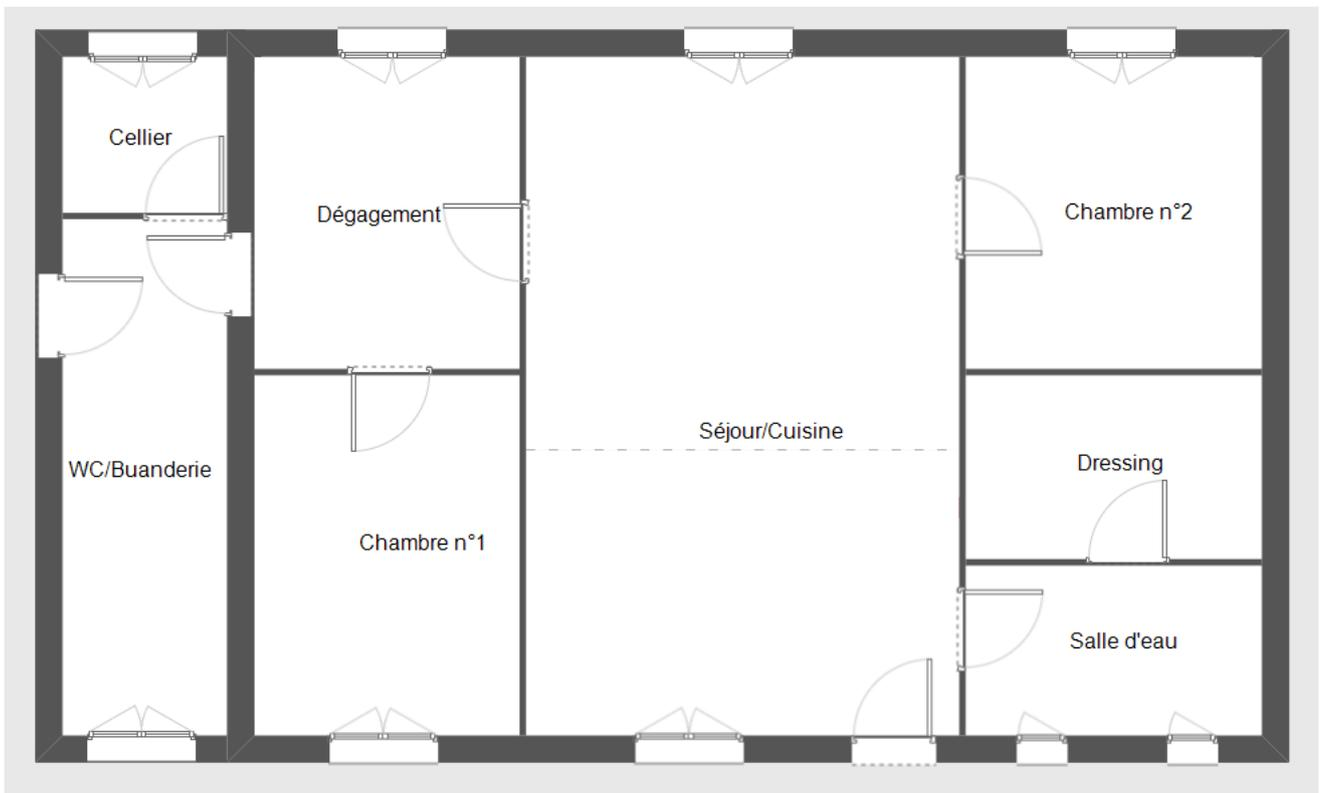 Cellier
Dégagement
Chambre n°2
Séjour/Cuisine
WC/Buanderie
Dressing
Chambre n°1
Salle d'eau